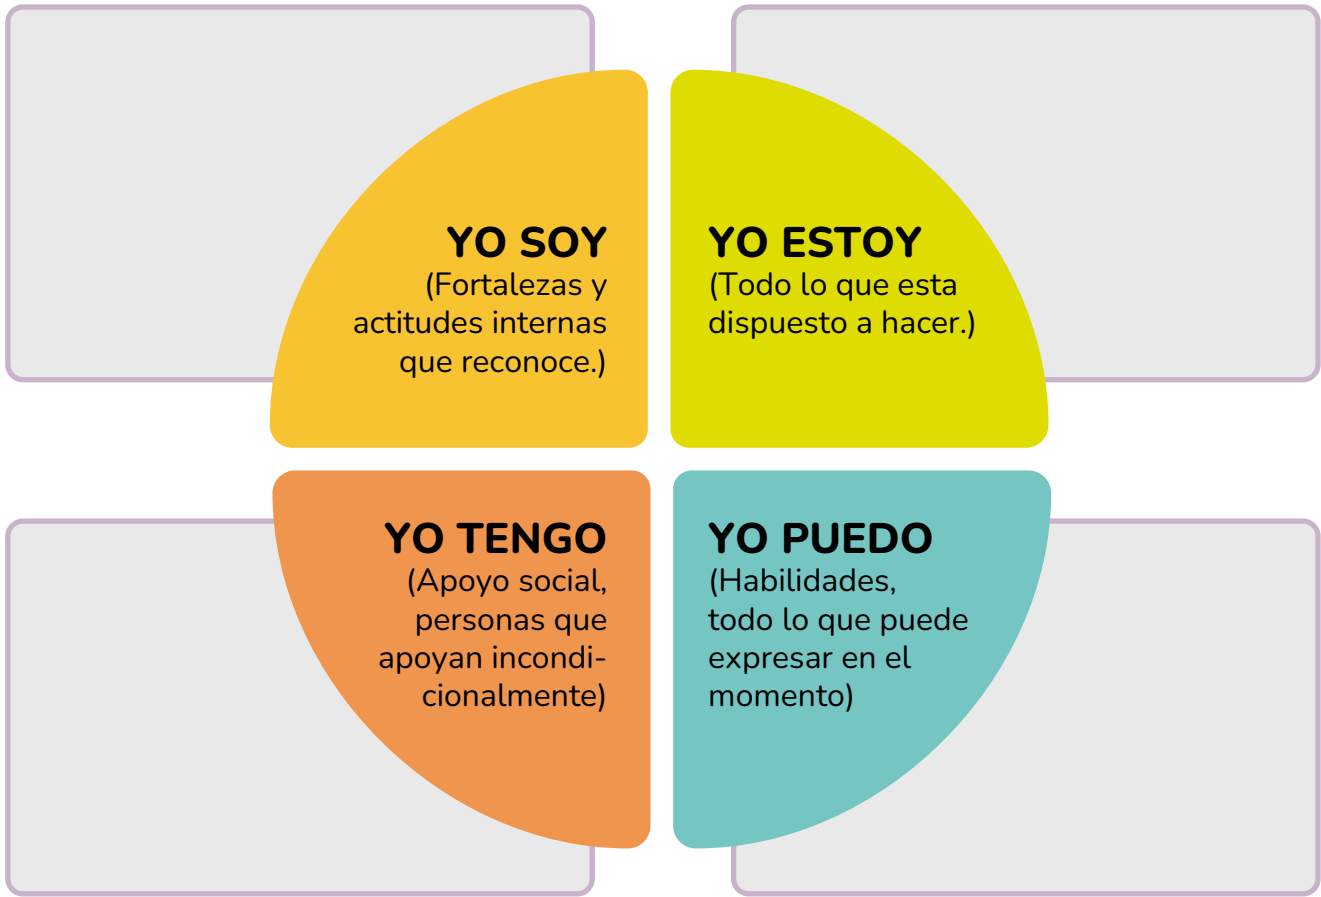 YO SOY
(Fortalezas y
actitudes internas
que reconoce.)
YO ESTOY
(Todo lo que esta
dispuesto a hacer.)
YO TENGO
(Apoyo social,
personas que
apoyan incondi-
cionalmente)
YO PUEDO
(Habilidades,
todo lo que puede
expresar en el
momento)